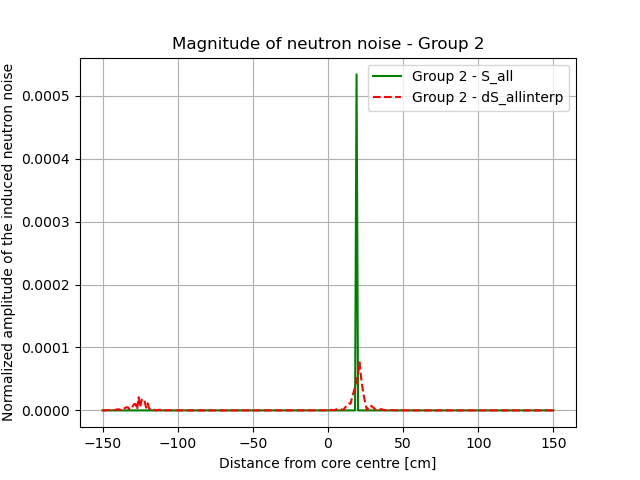 Magnitude of neutron noise - Group 2
Normalized amplitude of the induced neutron noise
0.0005
0.0004
0.0003
0.0002
0.0001
0.0000
Group 2 - S_all
Group 2 - dS_allinterp
−150
−100
−50
0
50
100
150
Distance from core centre [cm]